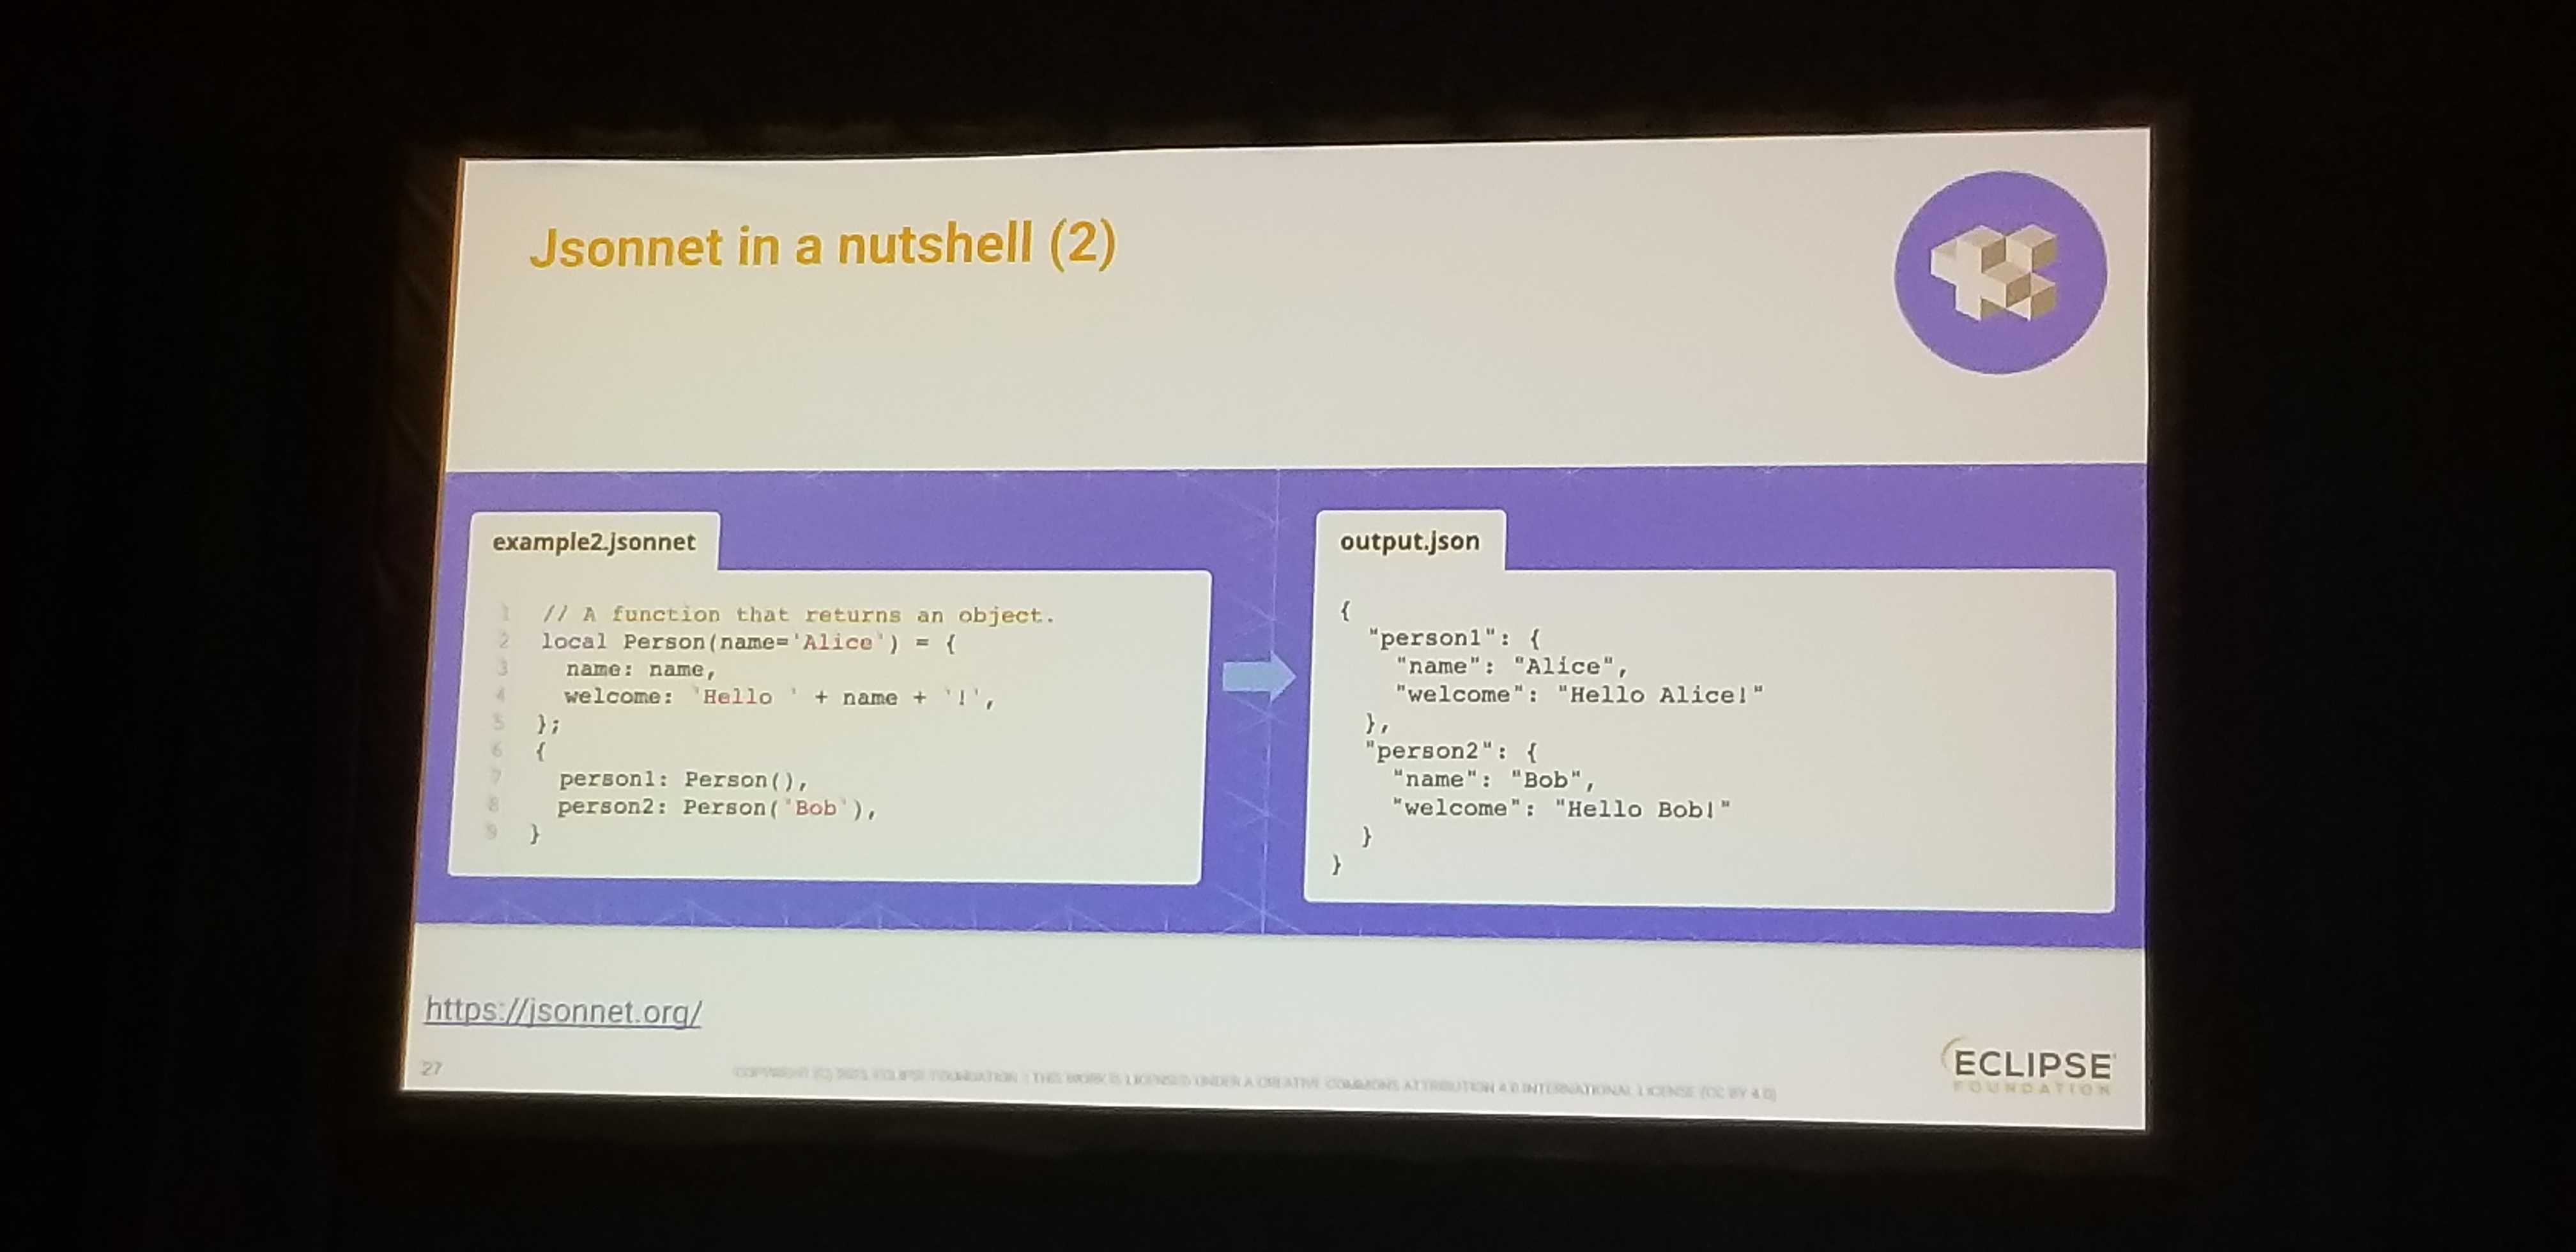 Jsonnet in a nutshell (2)
example2.jsonnet
1 // A function that returns an object.
2 local Person(name='Alice') = {
3 name: name,
4 welcome: 'Hello ' + name + '!',
5 };
6 {
7 person1: Person(),
8 person2: Person('Bob'),
9 }
output.json
{
"person1": {
"name": "Alice",
"welcome": "Hello Alice!"
},
"person2": {
"name": "Bob",
"welcome": "Hello Bob!"
}
}
https://jsonnet.org/
27
COPYRIGHT (C) 2023, ECLIPSE FOUNDATION | THIS WORK IS LICENSED UNDER A CREATIVE COMMONS ATTRIBUTION 4.0 INTERNATIONAL LICENSE (CC BY 4.0)
ECLIPSE
FOUNDATION